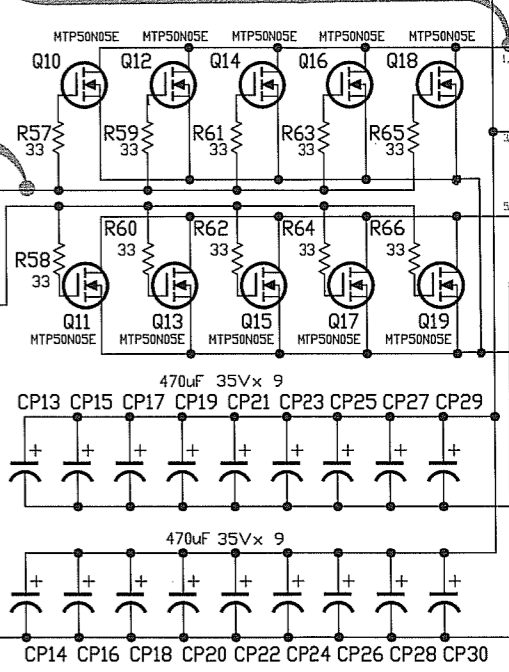 MTP50N05E MTP50N05E MTP50N05E MTP50N05E MTP50N05E
Q10 Q12 Q14 Q16 Q18
R57 R59 R61 R63 R65
33 33 33 33 33
R60 R62 R64 R66
33 33 33 33
R58
33
Q11 Q13 Q15 Q17 Q19
MTP50N05E MTP50N05E MTP50N05E MTP50N05E MTP50N05E
470uF 35Vx 9
CP13 CP15 CP17 CP19 CP21 CP23 CP25 CP27 CP29
+ + + + + + + + +
470uF 35Vx 9
+ + + + + + + + +
CP14 CP16 CP18 CP20 CP22 CP24 CP26 CP28 CP30